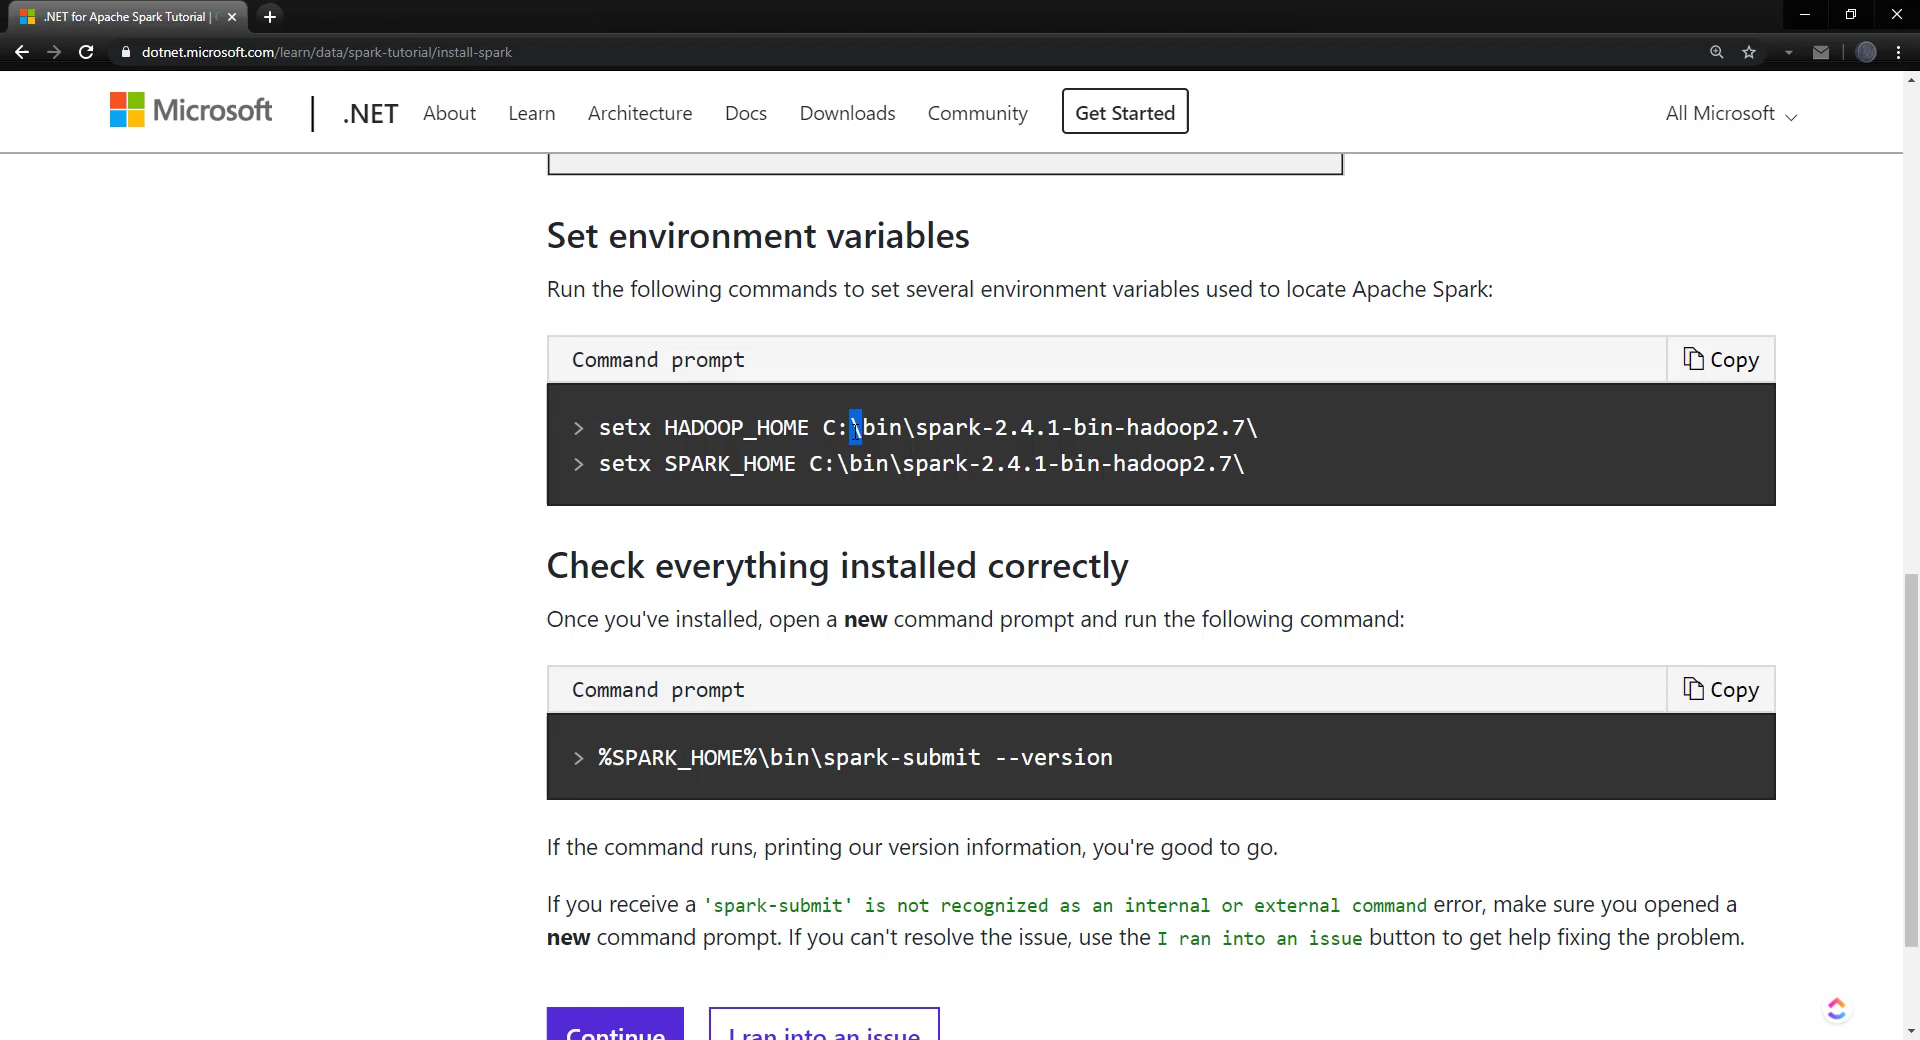 .NET for Apache Spark Tutorial |
dotnet.microsoft.com/learn/data/spark-tutorial/install-spark
Microsoft
.NET About Learn Architecture Docs Downloads Community Get Started All Microsoft
Set environment variables
Run the following commands to set several environment variables used to locate Apache Spark:
Command prompt Copy
> setx HADOOP_HOME C:\bin\spark-2.4.1-bin-hadoop2.7\
> setx SPARK_HOME C:\bin\spark-2.4.1-bin-hadoop2.7\
Check everything installed correctly
Once you've installed, open a new command prompt and run the following command:
Command prompt Copy
> %SPARK_HOME%\bin\spark-submit --version
If the command runs, printing our version information, you're good to go.
If you receive a 'spark-submit' is not recognized as an internal or external command error, make sure you opened a
new command prompt. If you can't resolve the issue, use the I ran into an issue button to get help fixing the problem.
Continue I ran into an issue